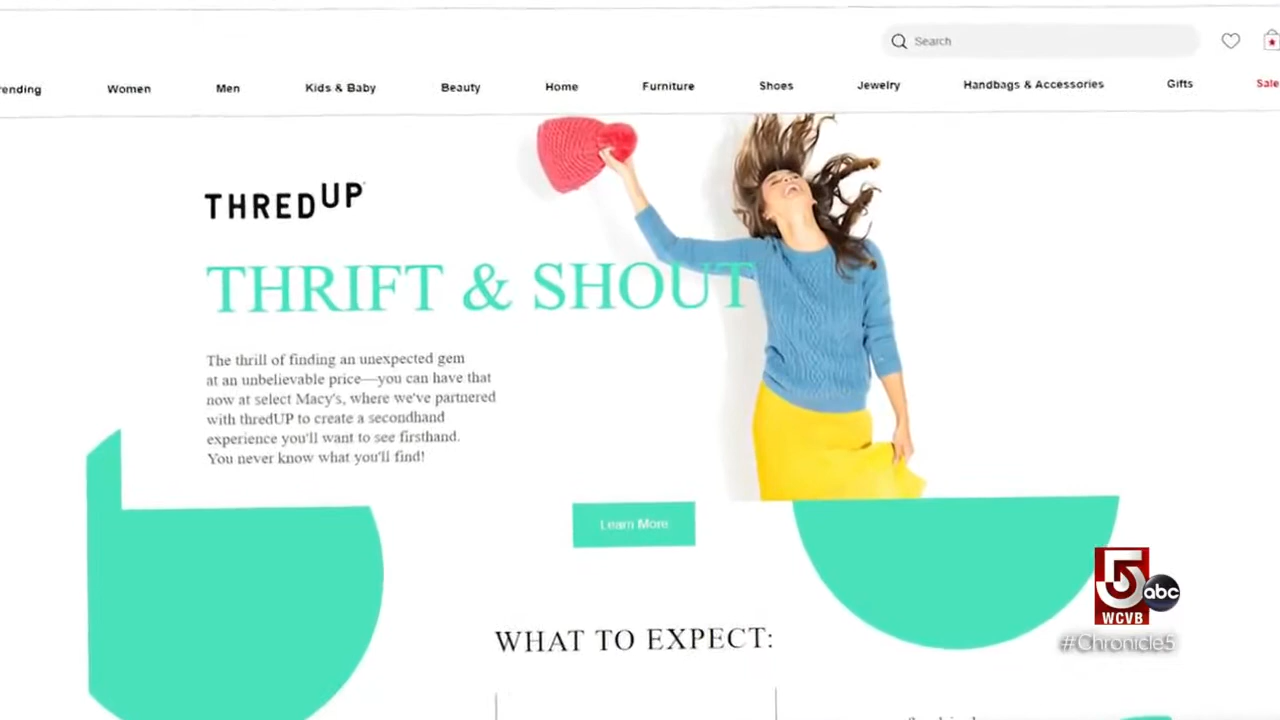 Search
ending
Women
Men
Kids & Baby
Beauty
Home
Furniture
Shoes
Jewelry
Handbags & Accessories
Gifts
Sale
THREDUP
THRIFT & SHOUT
The thrill of finding an unexpected gem
at an unbelievable price—you can have that
now at select Macy's, where we've partnered
with thredUP to create a secondhand
experience you'll want to see firsthand.
You never know what you'll find!
Learn More
WHAT TO EXPECT:
5
abc
WCVB
#Chronicle5